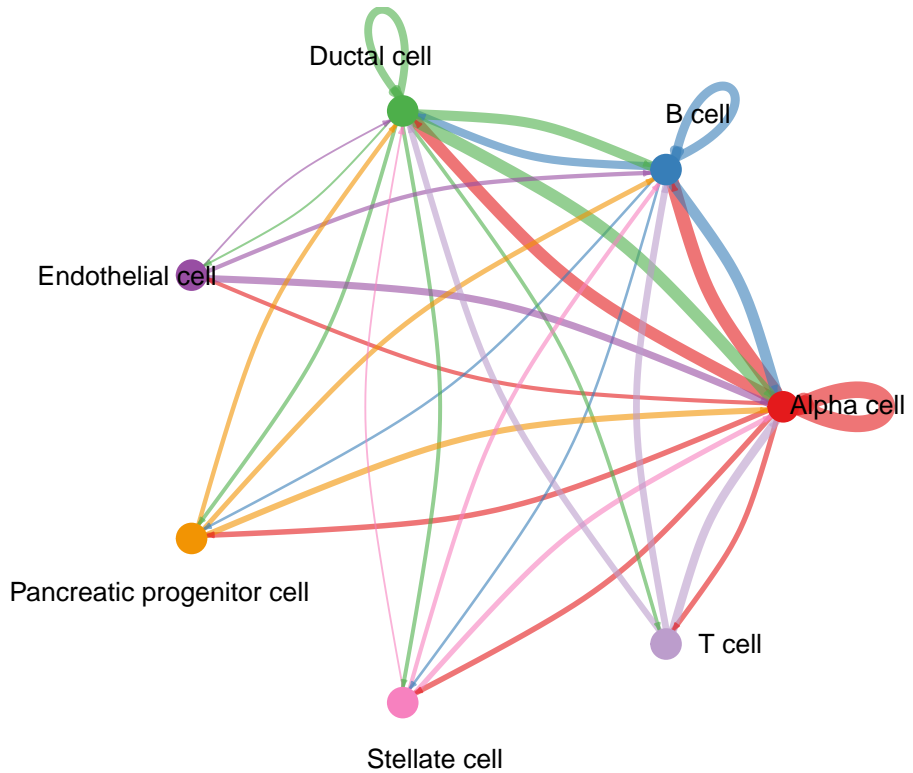 Ductal cell
B cell
Endothelial cell
Alpha cell
Pancreatic progenitor cell
T cell
Stellate cell